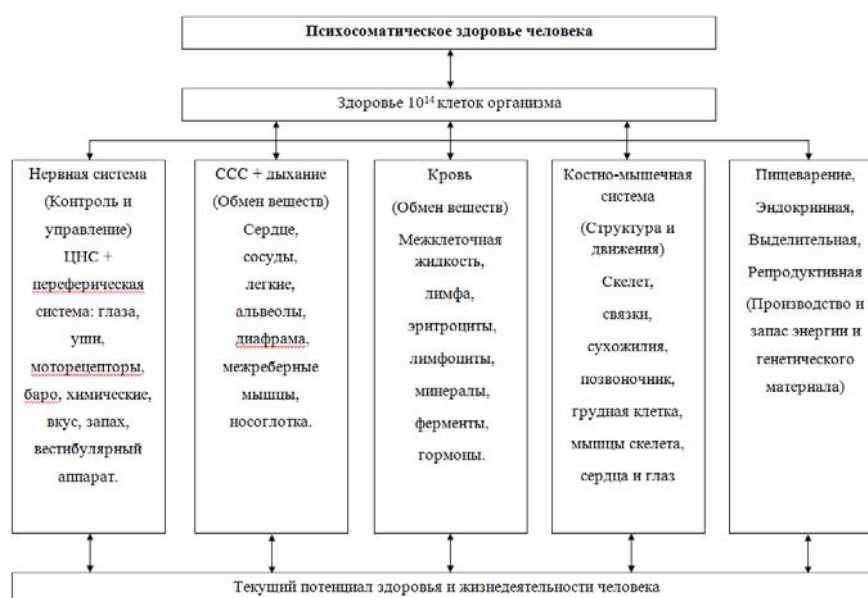 Психосоматическое здоровье человека
Здоровье 10¹⁴ клеток организма
Нервная система
(Контроль и
управление)
ЦНС +
переферическая
система: глаза,
уши,
моторецепторы,
баро, химические,
вкус, запах,
вестибулярный
аппарат.
ССС + дыхание
(Обмен веществ)
Сердце,
сосуды,
легкие,
альвеолы,
диафрама,
межреберные
мышцы,
носоглотка.
Кровь
(Обмен веществ)
Межклеточная
жидкость,
лимфа,
эритроциты,
лимфоциты,
минералы,
ферменты,
гормоны.
Костно-мышечная
система
(Структура и
движения)
Скелет,
связки,
сухожилия,
позвоночник,
грудная клетка,
мышцы скелета,
сердца и глаз
Пищеварение,
Эндокринная,
Выделительная,
Репродуктивная
(Производство и
запас энергии и
генетического
материала)
Текущий потенциал здоровья и жизнедеятельности человека